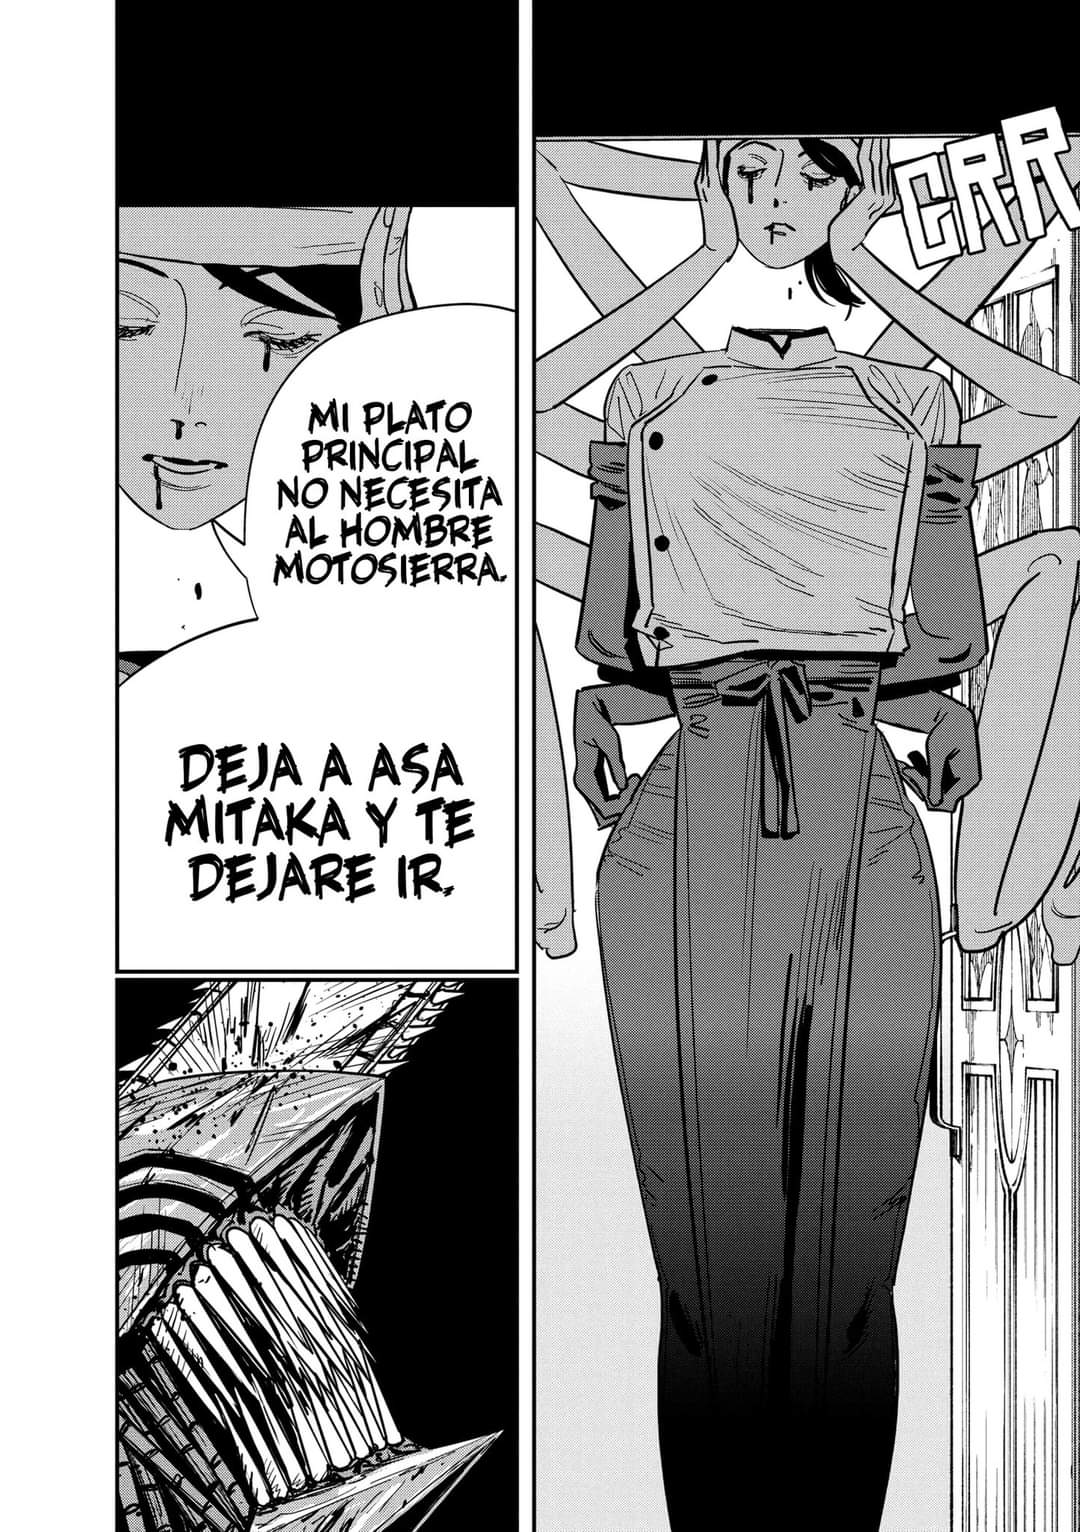 CRR
MI PLATO
PRINCIPAL
NO NECESITA
AL HOMBRE
MOTOSIERRA.
DEJA A ASA
MITAKA Y TE
DEJARE IR.